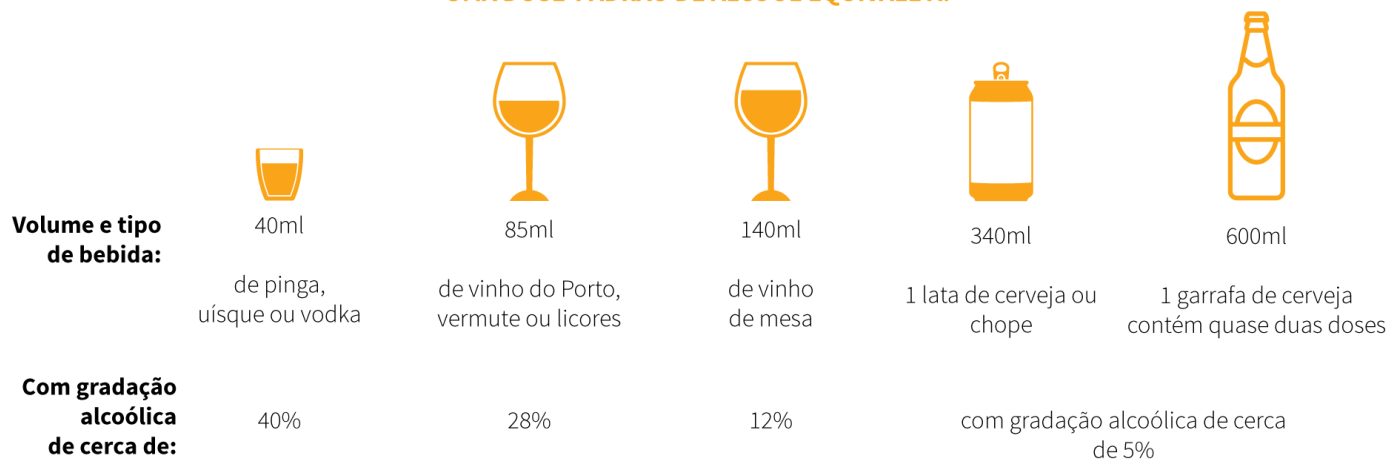 Volume e tipo
de bebida:
40ml
de pinga,
uísque ou vodka
85ml
de vinho do Porto,
vermute ou licores
140ml
de vinho
de mesa
340ml
1 lata de cerveja ou
chope
600ml
1 garrafa de cerveja
contém quase duas doses
Com gradação
alcoólica
de cerca de:
40%
28%
12%
com gradação alcoólica de cerca
de 5%